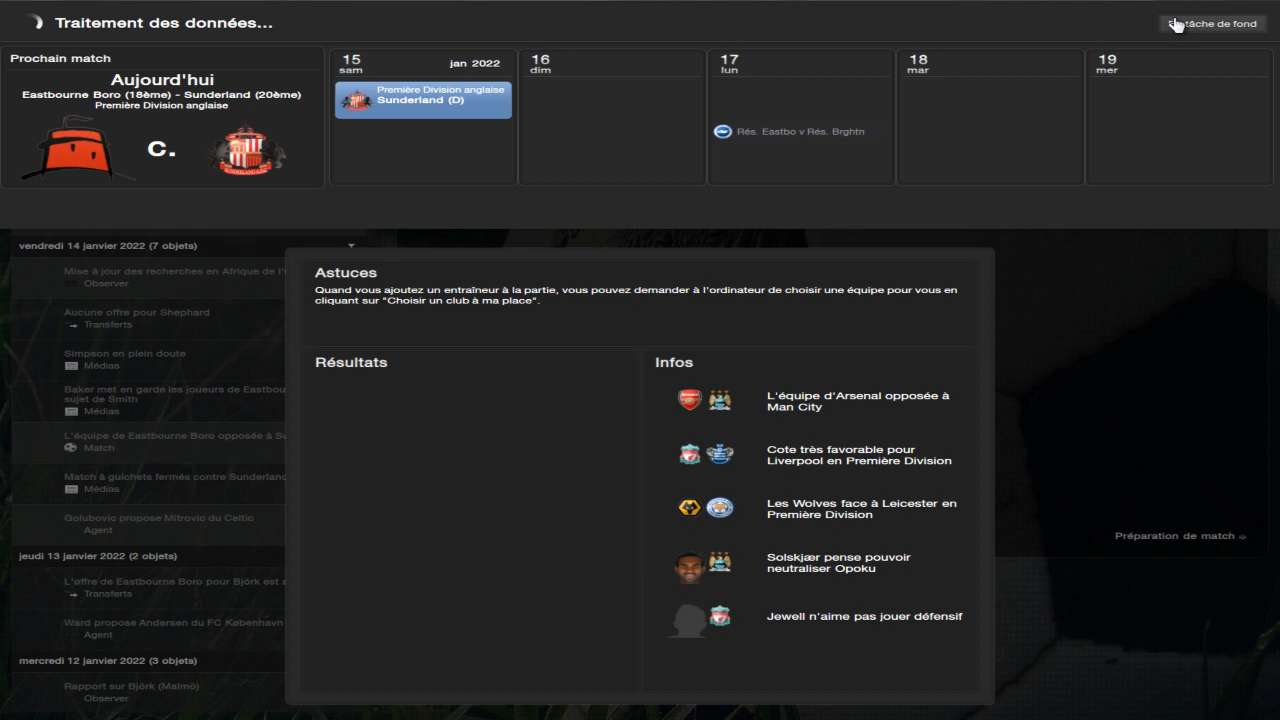 Traitement des données...
tâche de fond
Prochain match
Aujourd'hui
Eastbourne Boro (18ème) - Sunderland (20ème)
Première Division anglaise
C.
15
sam
jan 2022
Première Division anglaise
Sunderland (D)
16
dim
17
lun
Rés. Eastbo v Rés. Brghtn
18
mar
19
mer
vendredi 14 janvier 2022 (7 objets)
Mise à jour des recherches en Afrique de l'
Observer
Aucune offre pour Shephard
Transferts
Simpson en plein doute
Médias
Baker met en garde les joueurs de Eastbou
sujet de Smith
Médias
L'équipe de Eastbourne Boro opposée à Su
Match
Match à guichets fermés contre Sunderland
Médias
Golubovic propose Mitrovic du Celtic
Agent
jeudi 13 janvier 2022 (2 objets)
L'offre de Eastbourne Boro pour Björk est a
Transferts
Ward propose Andersen du FC København
Agent
mercredi 12 janvier 2022 (3 objets)
Rapport sur Björk (Malmö)
Observer
Astuces
Quand vous ajoutez un entraîneur à la partie, vous pouvez demander à l'ordinateur de choisir une équipe pour vous en
cliquant sur "Choisir un club à ma place".
Résultats
Infos
L'équipe d'Arsenal opposée à
Man City
Cote très favorable pour
Liverpool en Première Division
Les Wolves face à Leicester en
Première Division
Solskjær pense pouvoir
neutraliser Opoku
Jewell n'aime pas jouer défensif
Préparation de match